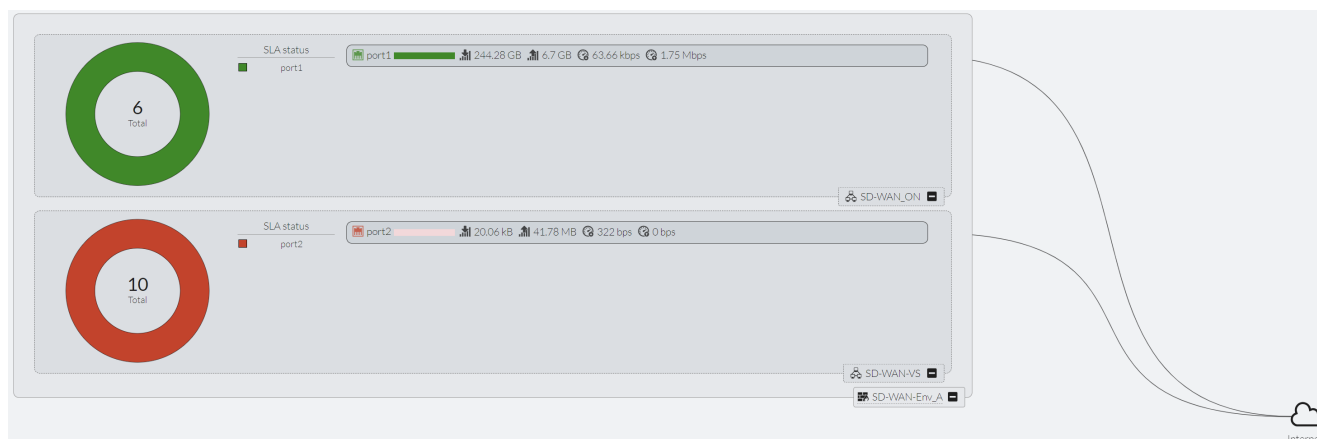 6
Total
SLA status
port1
port1 244.28 GB 6.7 GB 63.66 kbps 1.75 Mbps
SD-WAN_ON
10
Total
SLA status
port2
port2 20.06 kB 41.78 MB 322 bps 0 bps
SD-WAN-VS
SD-WAN-Env_A